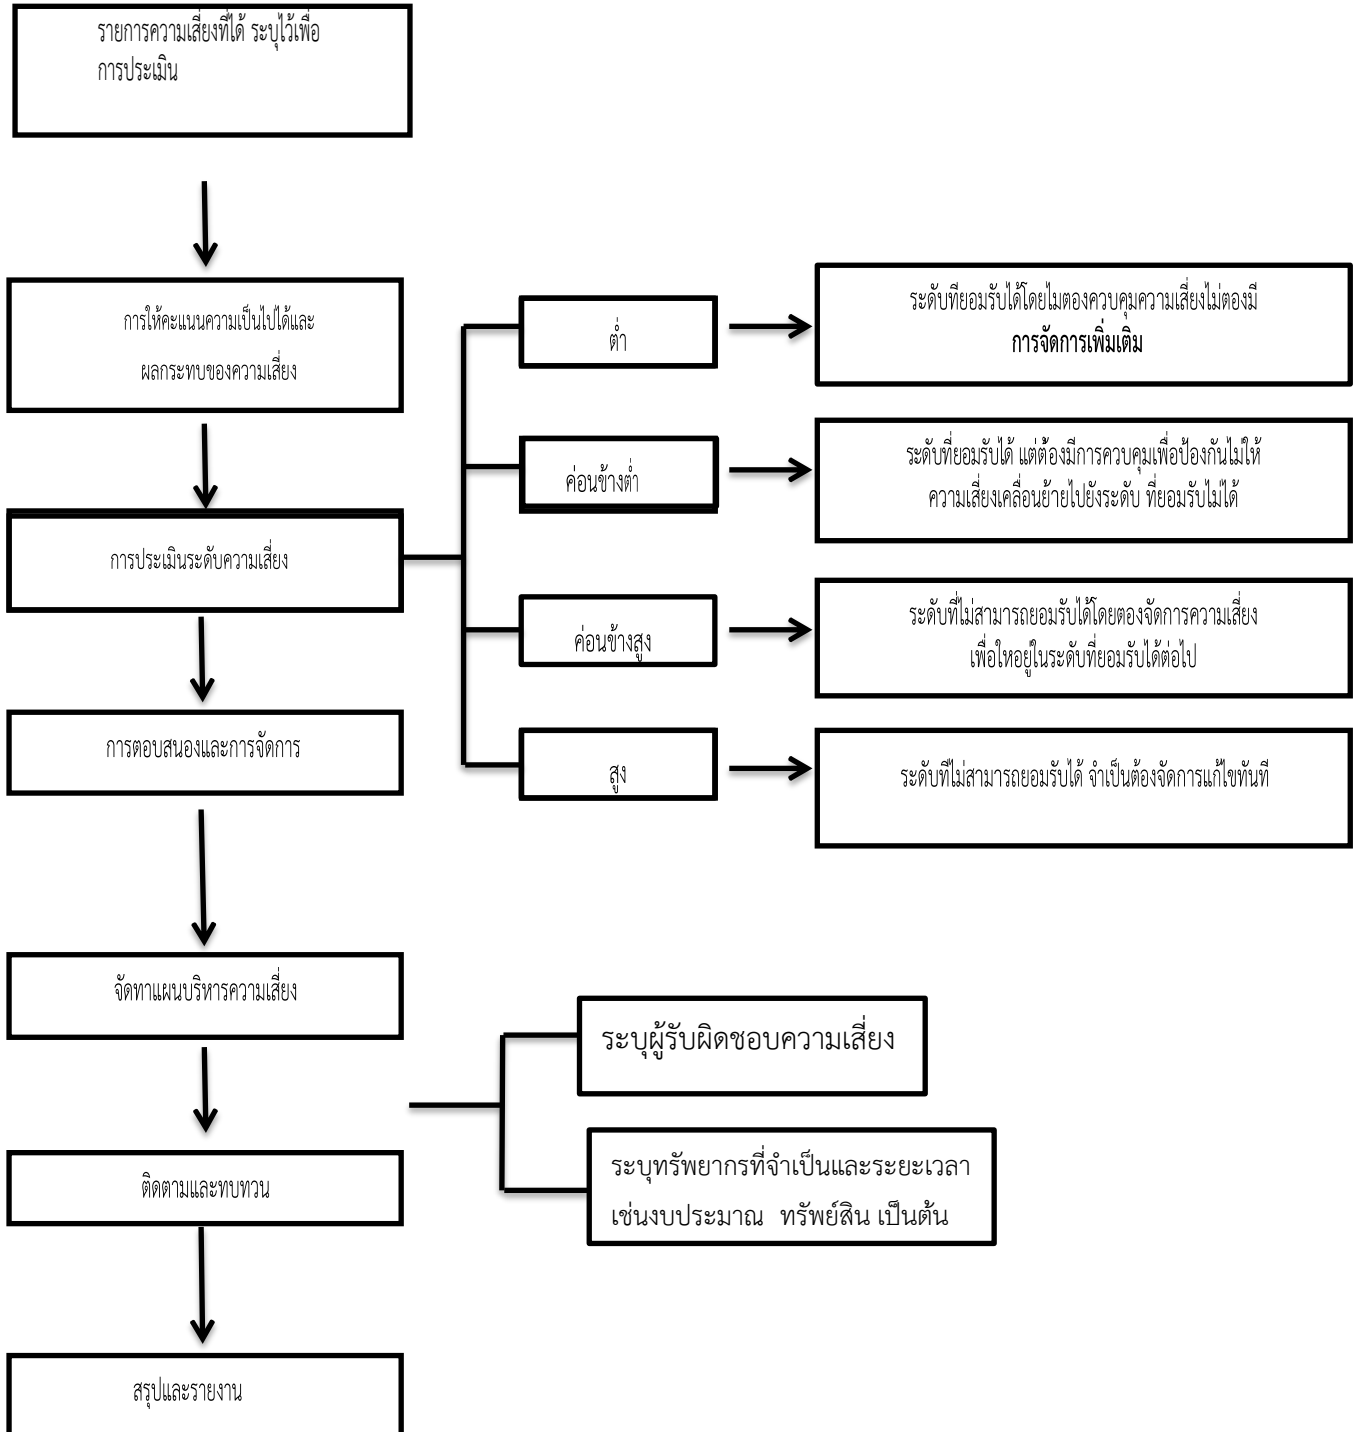 รายการความเสี่ยงที่ได้ ระบุไว้เพื่อ
การประเมิน
การให้คะแนนความเป็นไปได้และ
ผลกระทบของความเสี่ยง
การประเมินระดับความเสี่ยง
การตอบสนองและการจัดการ
จัดทาแผนบริหารความเสี่ยง
ติดตามและทบทวน
สรุปและรายงาน
ต่ำ
ระดับทียอมรับได้โดยไมตองควบคุมความเสี่ยงไม่ตองมี
การจัดการเพิ่มเติม
ค่อนข้างต่ำ
ระดับที่ยอมรับได้ แต่ต้องมีการควบคุมเพื่อป้องกันไม่ให้
ความเสี่ยงเคลื่อนย้ายไปยังระดับ ที่ยอมรับไม่ได้
ค่อนข้างสูง
ระดับที่ไม่สามารถยอมรับได้โดยตองจัดการความเสี่ยง
เพื่อใหอยู่ในระดับที่ยอมรับได้ต่อไป
สูง
ระดับทีไม่สามารถยอมรับได้ จำเป็นต้องจัดการแก้ไขทันที
ระบุผู้รับผิดชอบความเสี่ยง
ระบุทรัพยากรที่จำเป็นและระยะเวลา
เช่นงบประมาณ ทรัพย์สิน เป็นต้น